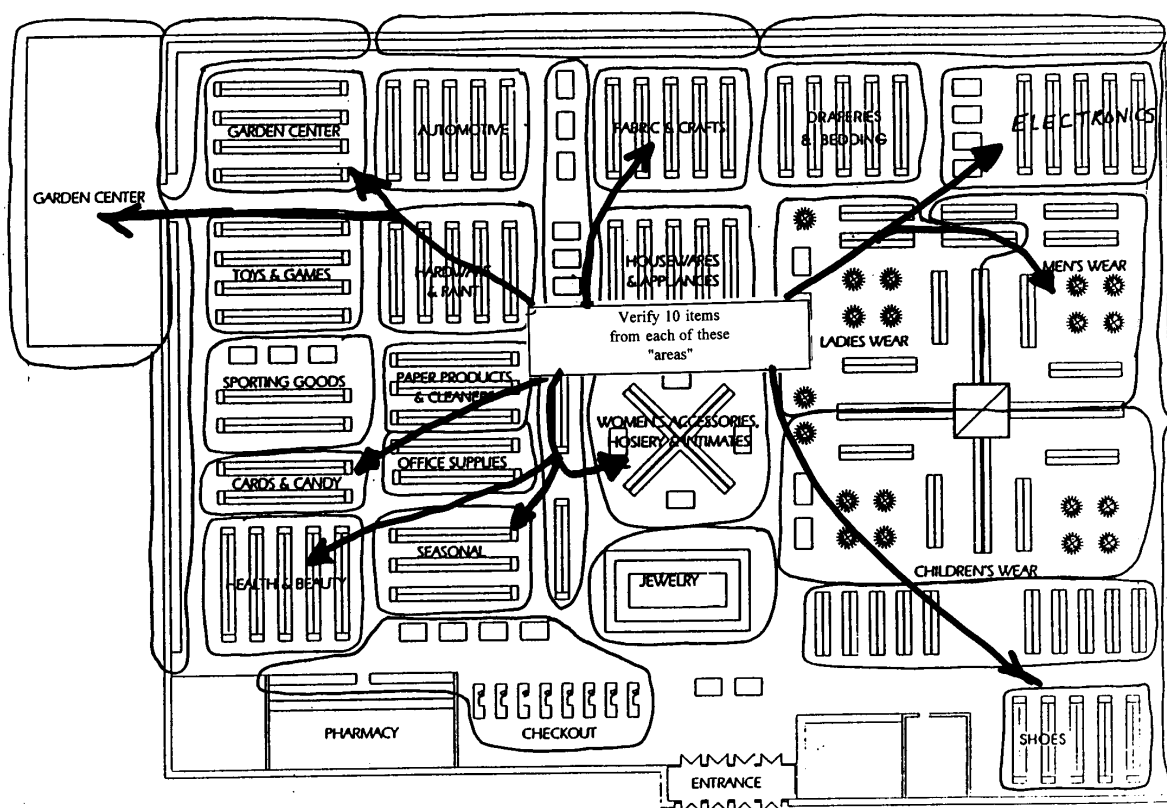 GARDEN CENTER
AUTOMOTIVE
FABRIC & CRAFTS
DRAPERIES
& BEDDING
ELECTRONICS
GARDEN CENTER
TOYS & GAMES
HARDWARE
& PAINT
HOUSEWARES
& APPLIANCES
MEN'S WEAR
Verify 10 items
from each of these
"areas"
LADIES WEAR
SPORTING GOODS
PAPER PRODUCTS
& CLEANERS
WOMEN'S ACCESSORIES,
HOSIERY & INTIMATES
OFFICE SUPPLIES
CARDS & CANDY
SEASONAL
HEALTH & BEAUTY
JEWELRY
CHILDREN'S WEAR
PHARMACY
CHECKOUT
SHOES
ENTRANCE